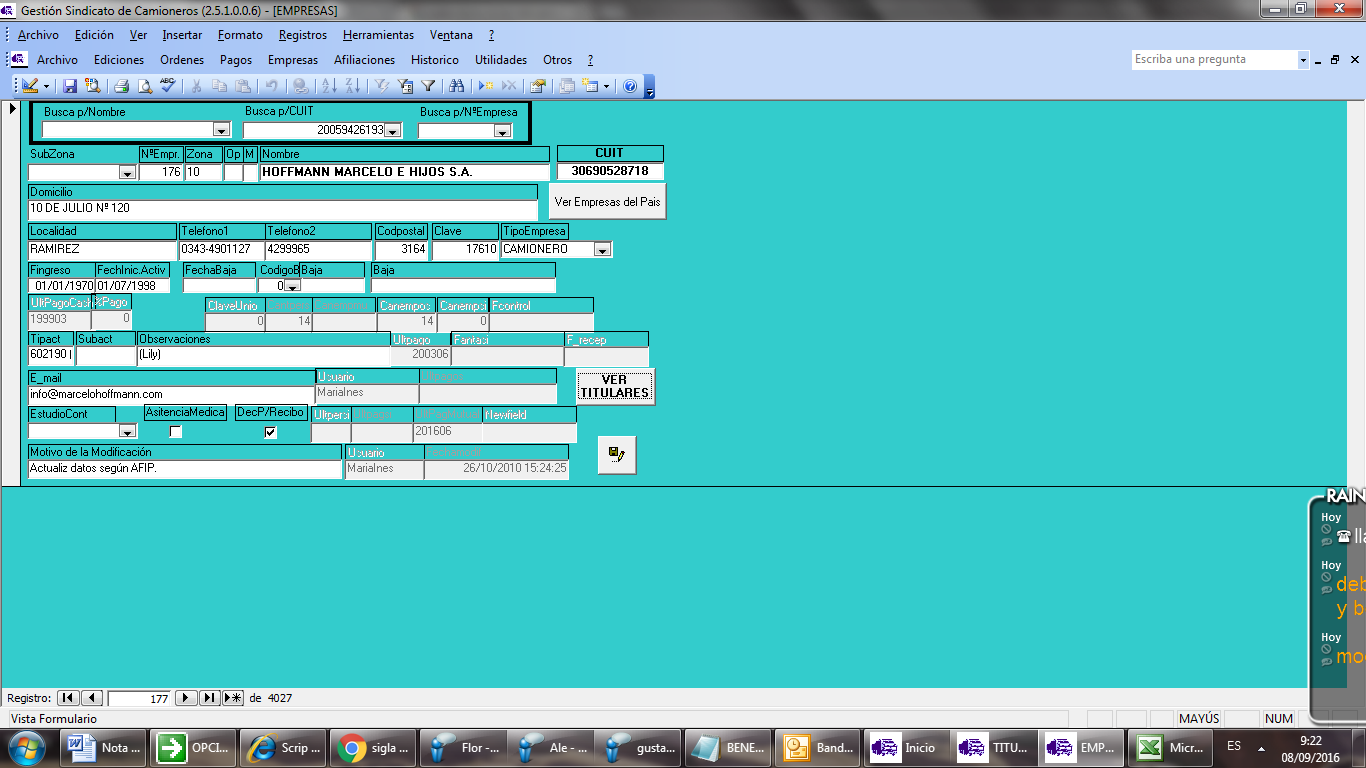 Gestión Sindicato de Camioneros (2.5.1.0.0.6) - [EMPRESAS]
Archivo Edición Ver Insertar Formato Registros Herramientas Ventana ?
Archivo Ediciones Ordenes Pagos Empresas Afiliaciones Historico Utilidades Otros ? Escriba una pregunta
Busca p/Nombre Busca p/CUIT Busca p/NºEmpresa
20059426193
SubZona NºEmpr. Zona Op M Nombre CUIT
176 10 HOFFMANN MARCELO E HIJOS S.A. 30690528718
Domicilio
10 DE JULIO Nº 120 Ver Empresas del Pais
Localidad Telefono1 Telefono2 Codpostal Clave TipoEmpresa
RAMIREZ 0343-4901127 4299965 3164 17610 CAMIONERO
Fingreso FechInic.Activ FechaBaja CodigoB Baja Baja
01/01/1970 01/07/1998 0
UltPagoCach %Pago ClaveUnio Canempoc Canempci Fcontrol
199903 0 0 14 14 0
Tipact Subact Observaciones Ultpago Fantasi F_recep
602190 (Lily) 200306
E_mail Usuario VER
info@marcelohoffmann.com MariaInes TITULARES
EstudioCont AsitenciaMedica DecP/Recibo Ultperci Newfield
201606
Motivo de la Modificación Usuario
Actualiz datos según AFIP. MariaInes 26/10/2010 15:24:25
RAIN
Hoy
lla
Hoy
deb
y b
Hoy
mo
Registro: 177 de 4027
Vista Formulario MAYÚS NUM
Nota ... OPCI... Scrip ... sigla ... Flor -... Ale - ... gusta... BENE... Band... Inicio TITU... EMP... Micr... ES 9:22
08/09/2016